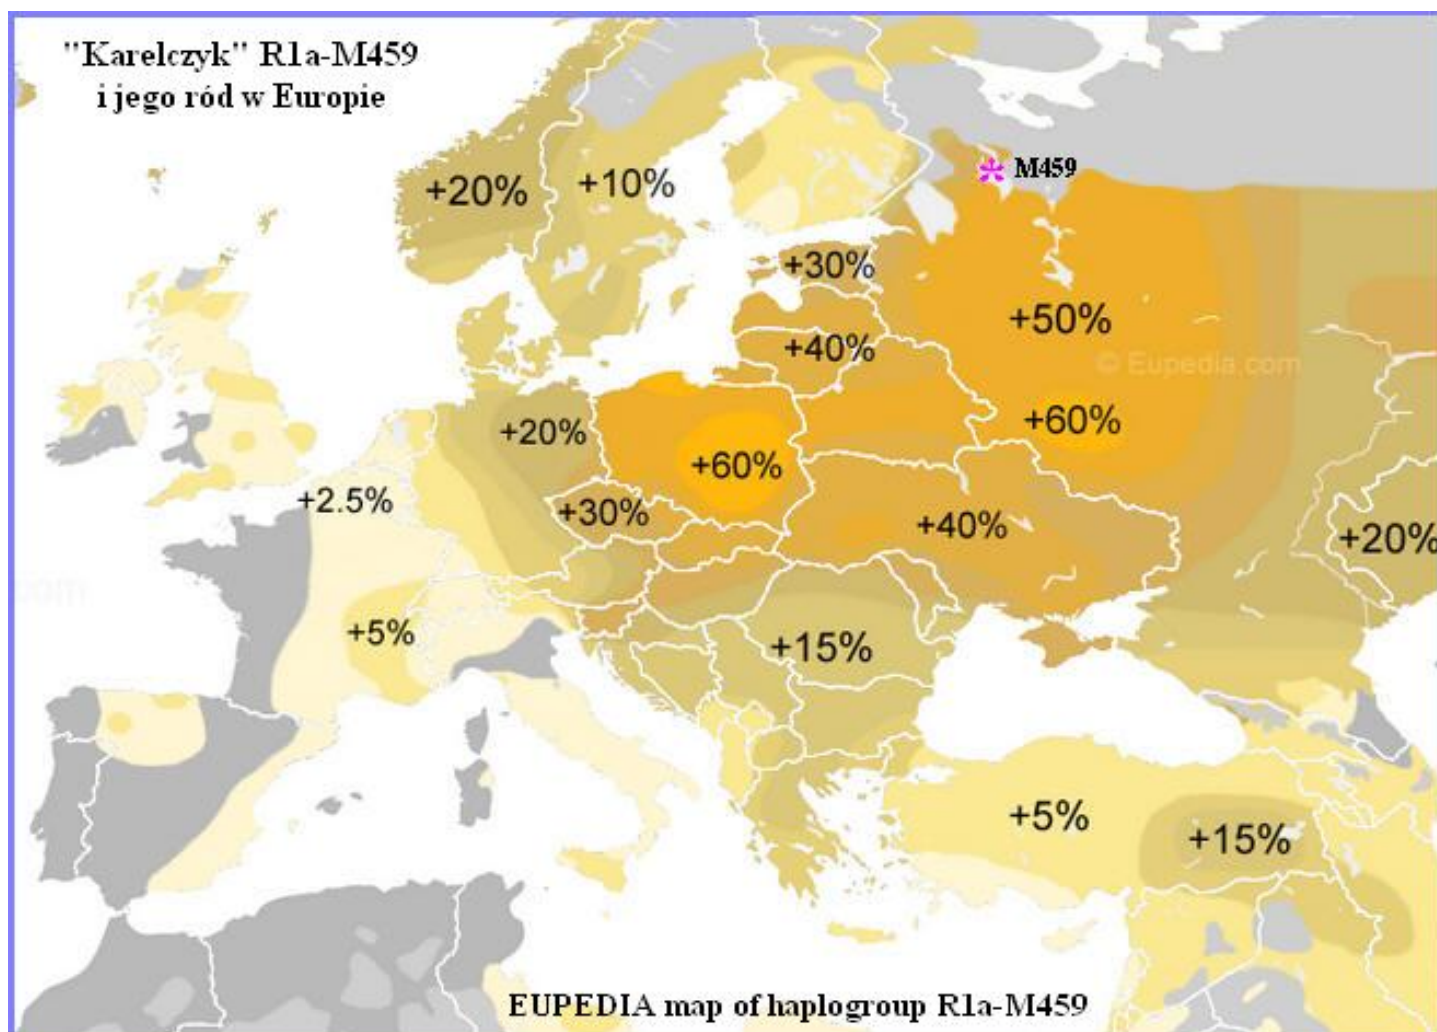 "Karelczyk" R1a-M459
i jego ród w Europie
M459
+20%
+10%
+30%
+50%
+40%
© Eupedia.com
+20%
+60%
+60%
+2.5%
+30%
+40%
+20%
+5%
+15%
+5%
+15%
com
EUPEDIA map of haplogroup R1a-M459